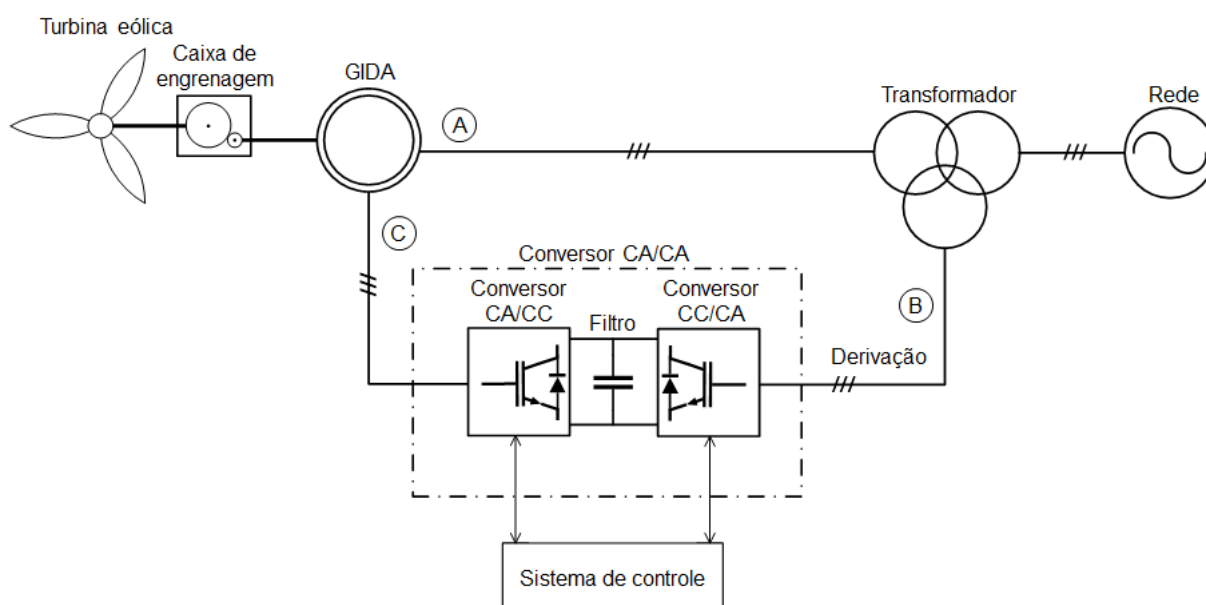 Turbina eólica
Caixa de
engrenagem
GIDA
A
Transformador
Rede
C
Conversor CA/CA
Conversor
CA/CC
Filtro
Conversor
CC/CA
B
Derivação
Sistema de controle